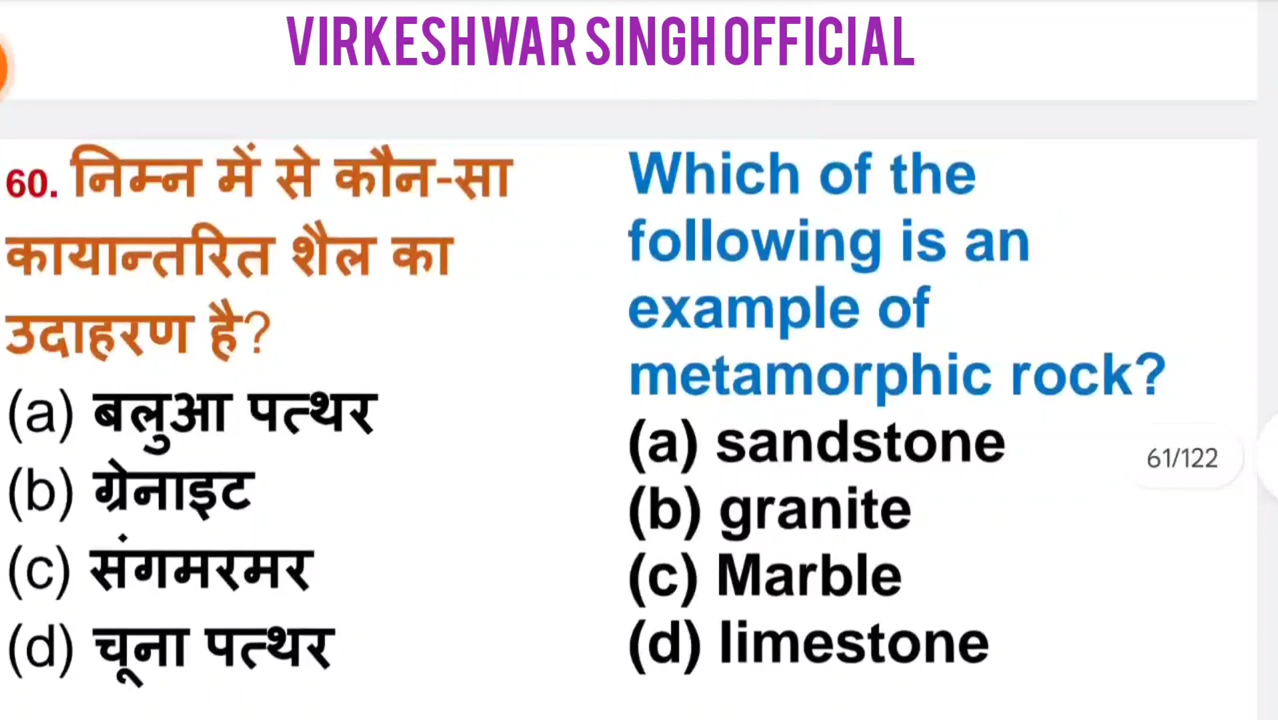 VIRKESHWAR SINGH OFFICIAL
60. निम्न में से कौन-सा
कायान्तरित शैल का
उदाहरण है?
(a) बलुआ पत्थर
(b) ग्रेनाइट
(c) संगमरमर
(d) चूना पत्थर
Which of the
following is an
example of
metamorphic rock?
(a) sandstone
(b) granite
(c) Marble
(d) limestone
61/122